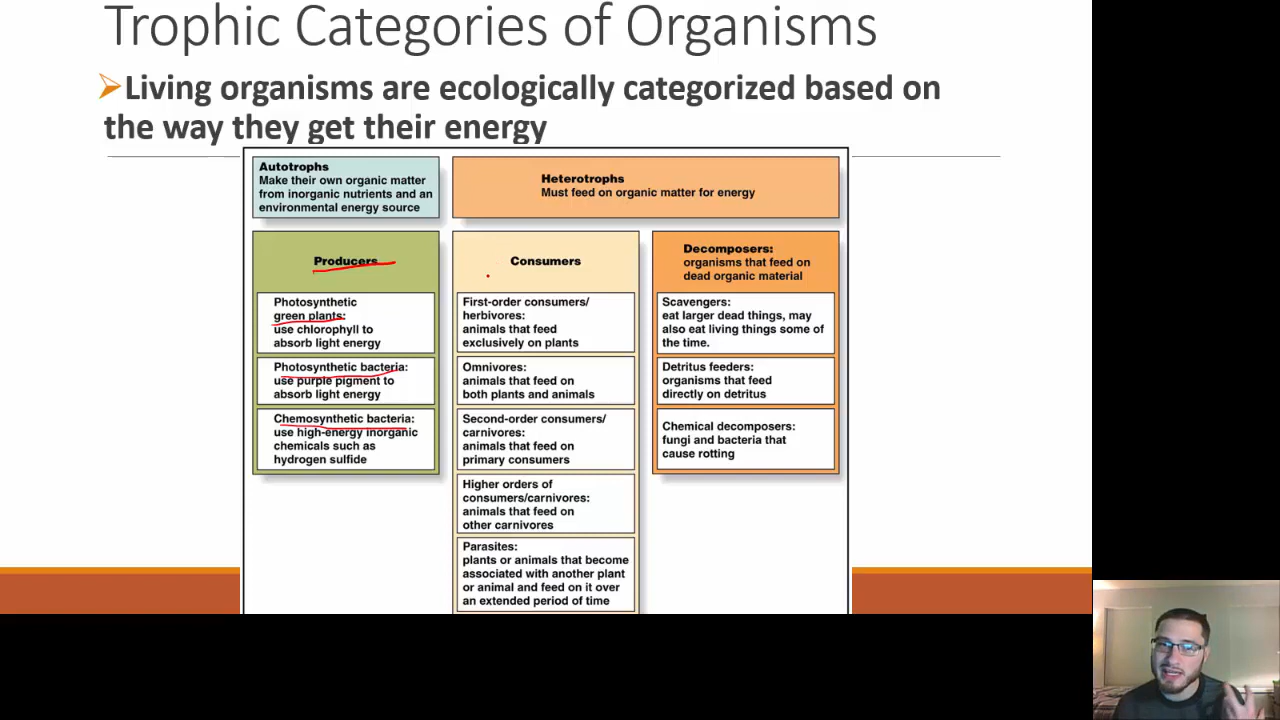 Trophic Categories of Organisms
Living organisms are ecologically categorized based on
the way they get their energy
Autotrophs
Make their own organic matter
from inorganic nutrients and an
environmental energy source
Heterotrophs
Must feed on organic matter for energy
Producers
Photosynthetic
green plants:
use chlorophyll to
absorb light energy
Photosynthetic bacteria:
use purple pigment to
absorb light energy
Chemosynthetic bacteria:
use high-energy inorganic
chemicals such as
hydrogen sulfide
Consumers
First-order consumers/
herbivores:
animals that feed
exclusively on plants
Omnivores:
animals that feed on
both plants and animals
Second-order consumers/
carnivores:
animals that feed on
primary consumers
Higher orders of
consumers/carnivores:
animals that feed on
other carnivores
Parasites:
plants or animals that become
associated with another plant
or animal and feed on it over
an extended period of time
Decomposers:
organisms that feed on
dead organic material
Scavengers:
eat larger dead things, may
also eat living things some of
the time.
Detritus feeders:
organisms that feed
directly on detritus
Chemical decomposers:
fungi and bacteria that
cause rotting